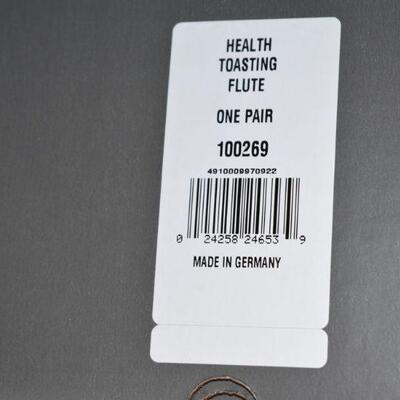 HEALTH
TOASTING
FLUTE
ONE PAIR
100269
4910009970922
0 24258 24653 9
MADE IN GERMANY